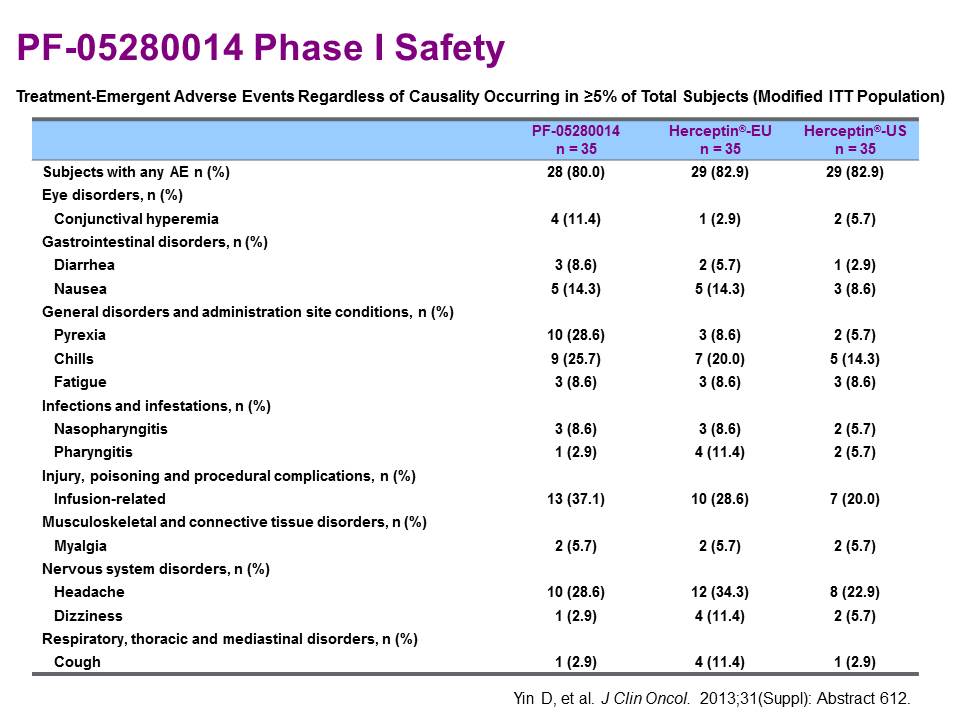 PF-05280014 Phase I Safety
Treatment-Emergent Adverse Events Regardless of Causality Occurring in ≥5% of Total Subjects (Modified ITT Population)
PF-05280014 Herceptin®-EU Herceptin®-US
n = 35 n = 35 n = 35
Subjects with any AE n (%) 28 (80.0) 29 (82.9) 29 (82.9)
Eye disorders, n (%)
Conjunctival hyperemia 4 (11.4) 1 (2.9) 2 (5.7)
Gastrointestinal disorders, n (%)
Diarrhea 3 (8.6) 2 (5.7) 1 (2.9)
Nausea 5 (14.3) 5 (14.3) 3 (8.6)
General disorders and administration site conditions, n (%)
Pyrexia 10 (28.6) 3 (8.6) 2 (5.7)
Chills 9 (25.7) 7 (20.0) 5 (14.3)
Fatigue 3 (8.6) 3 (8.6) 3 (8.6)
Infections and infestations, n (%)
Nasopharyngitis 3 (8.6) 3 (8.6) 2 (5.7)
Pharyngitis 1 (2.9) 4 (11.4) 2 (5.7)
Injury, poisoning and procedural complications, n (%)
Infusion-related 13 (37.1) 10 (28.6) 7 (20.0)
Musculoskeletal and connective tissue disorders, n (%)
Myalgia 2 (5.7) 2 (5.7) 2 (5.7)
Nervous system disorders, n (%)
Headache 10 (28.6) 12 (34.3) 8 (22.9)
Dizziness 1 (2.9) 4 (11.4) 2 (5.7)
Respiratory, thoracic and mediastinal disorders, n (%)
Cough 1 (2.9) 4 (11.4) 1 (2.9)
Yin D, et al. J Clin Oncol. 2013;31(Suppl): Abstract 612.